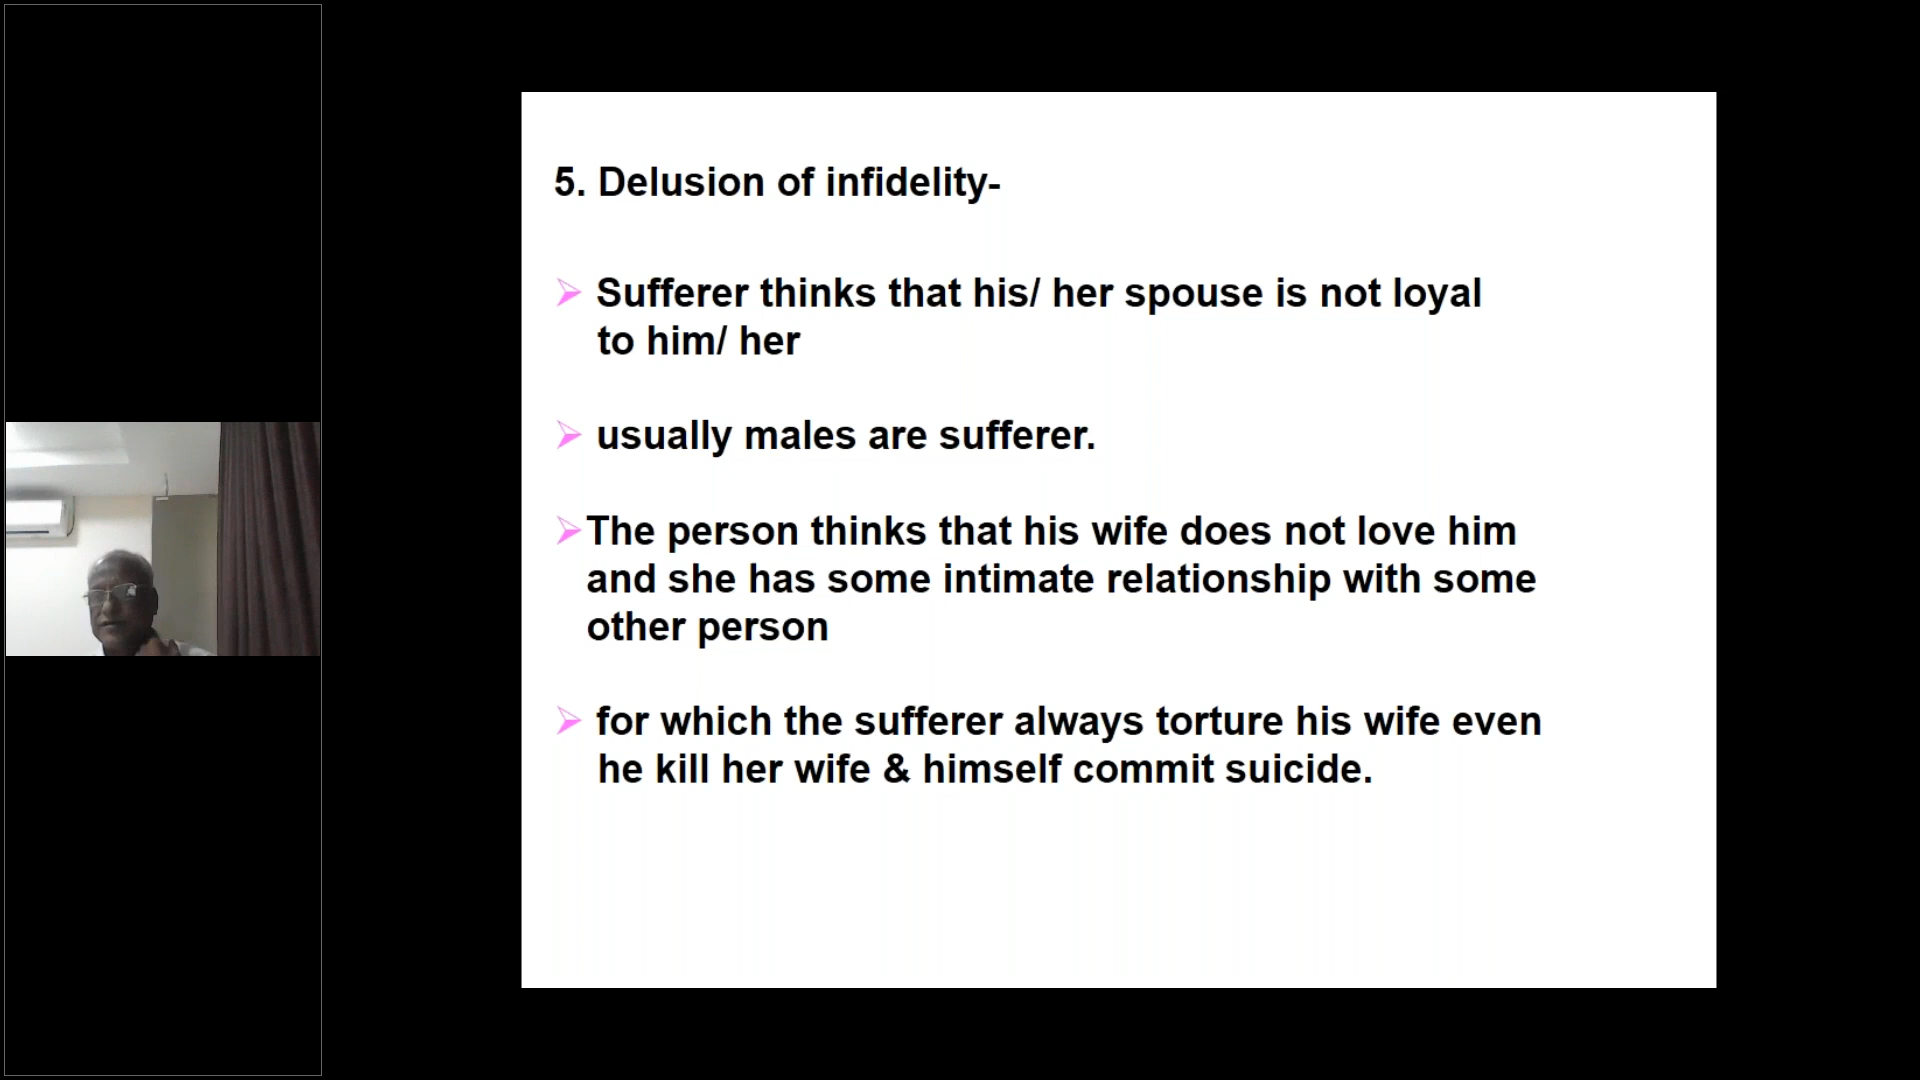 5. Delusion of infidelity-
Sufferer thinks that his/ her spouse is not loyal
to him/ her
usually males are sufferer.
The person thinks that his wife does not love him
and she has some intimate relationship with some
other person
for which the sufferer always torture his wife even
he kill her wife & himself commit suicide.